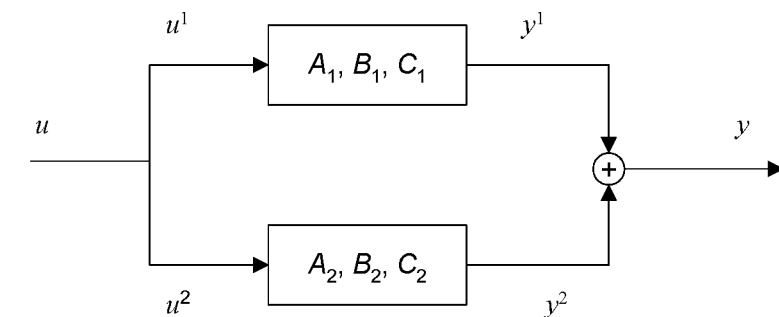 u¹
y¹
A₁, B₁, C₁
u
y
+
A₂, B₂, C₂
u²
y²